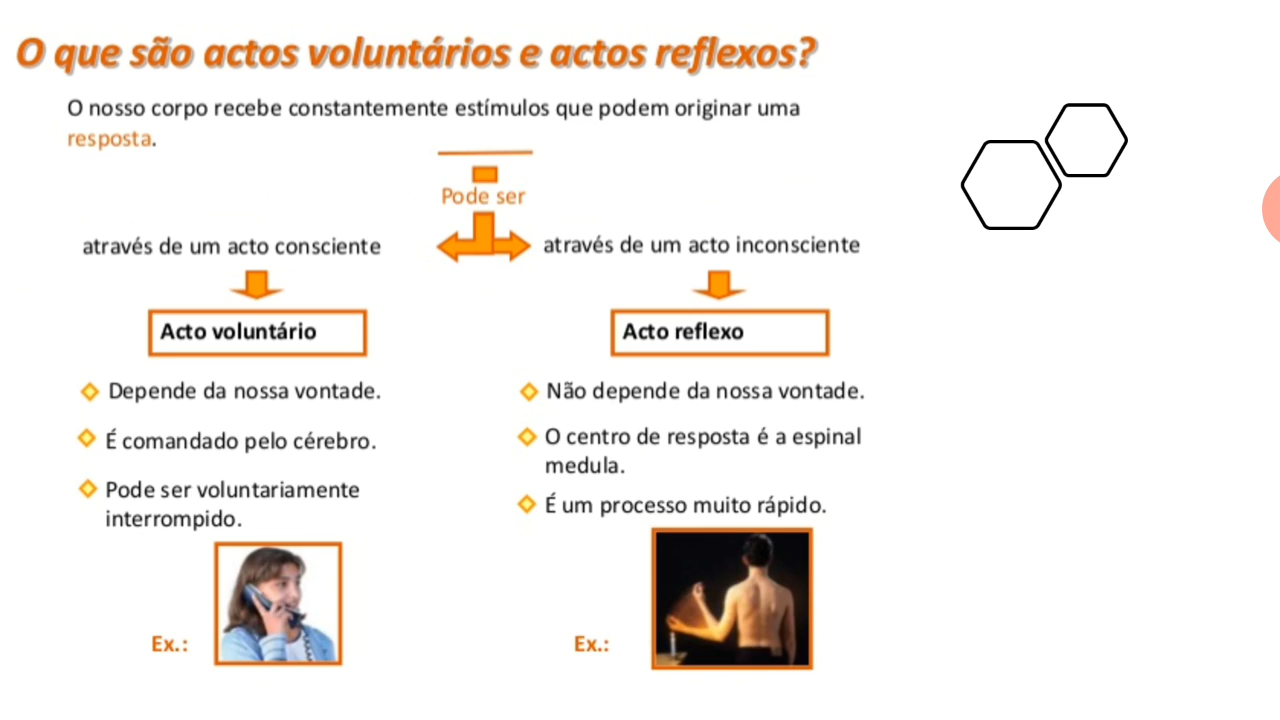 O que são actos voluntários e actos reflexos?
O nosso corpo recebe constantemente estímulos que podem originar uma
resposta.
Pode ser
através de um acto consciente
através de um acto inconsciente
Acto voluntário
Acto reflexo
Depende da nossa vontade.
É comandado pelo cérebro.
Pode ser voluntariamente
interrompido.
Não depende da nossa vontade.
O centro de resposta é a espinal
medula.
É um processo muito rápido.
Ex.:
Ex.: